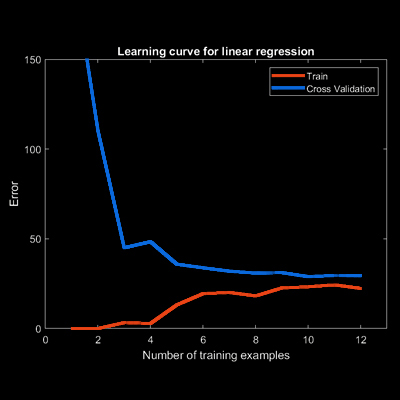 Learning curve for linear regression
150
100
50
0
Error
Train
Cross Validation
0 2 4 6 8 10 12
Number of training examples